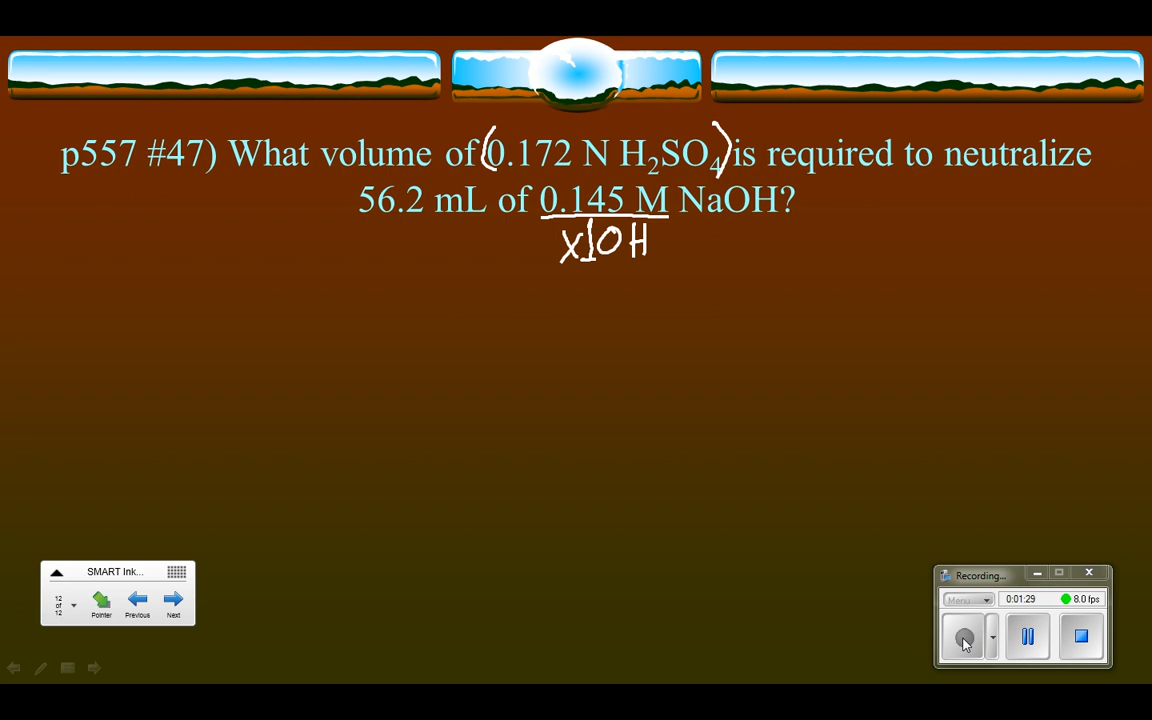 p557 #47) What volume of (0.172 N H₂SO₄) is required to neutralize
56.2 mL of 0.145 M NaOH?
x1OH
SMART Ink...
12
of
12
Pointer
Previous
Next
Recording...
Menu
0:01:29
8.0 fps